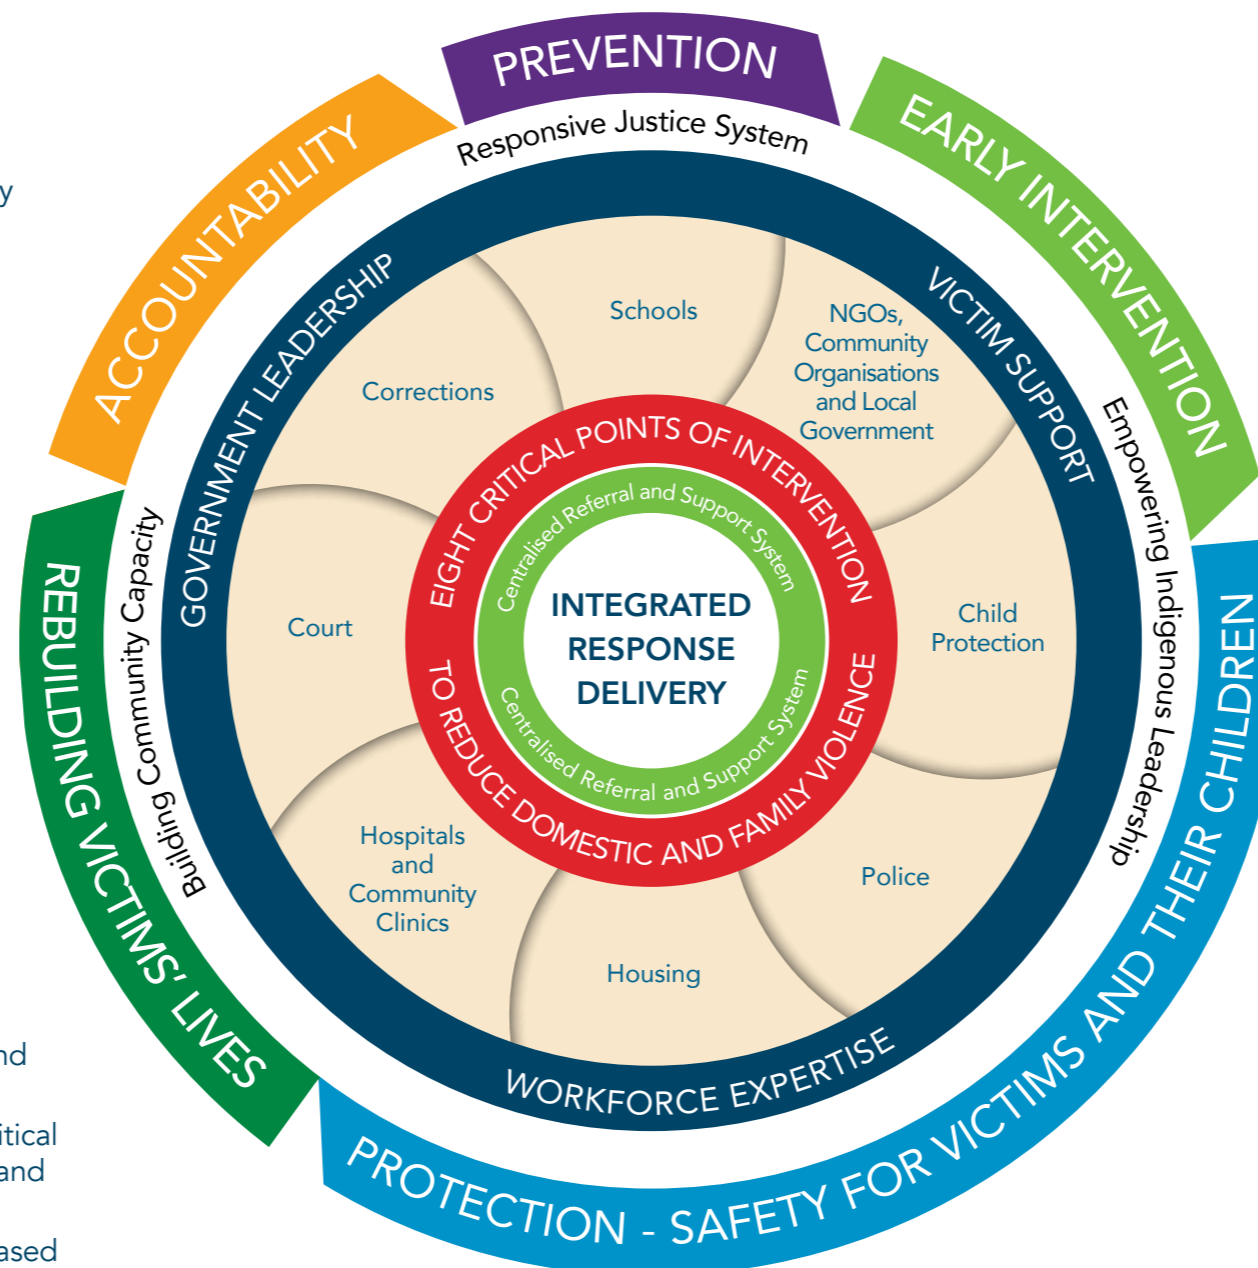 PREVENTION
EARLY INTERVENTION
PROTECTION - SAFETY FOR VICTIMS AND THEIR CHILDREN
REBUILDING VICTIMS’ LIVES
ACCOUNTABILITY
Responsive Justice System
Empowering Indigenous Leadership
Building Community Capacity
GOVERNMENT LEADERSHIP
VICTIM SUPPORT
WORKFORCE EXPERTISE
Schools
NGOs,
Community
Organisations
and Local
Government
Child
Protection
Police
Housing
Hospitals
and
Community
Clinics
Court
Corrections
EIGHT CRITICAL POINTS OF INTERVENTION
TO REDUCE DOMESTIC AND FAMILY VIOLENCE
Centralised Referral and Support System
Centralised Referral and Support System
INTEGRATED
RESPONSE
DELIVERY
and